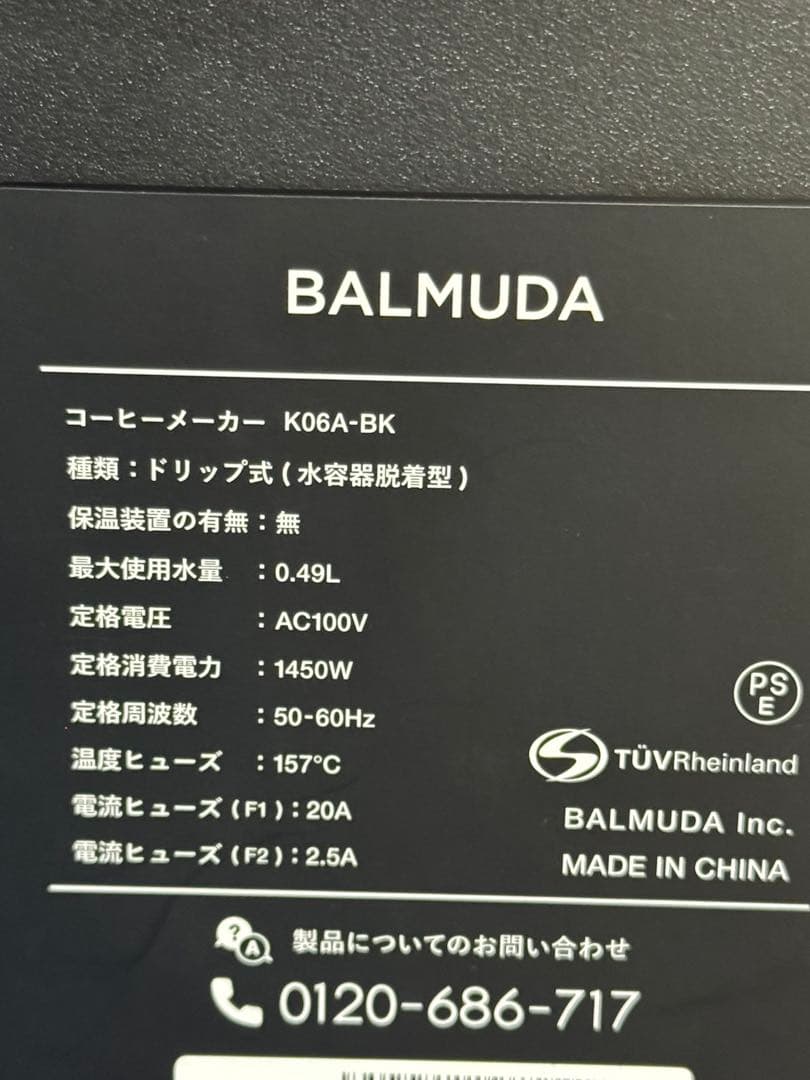 BALMUDA
コーヒーメーカー K06A-BK
種類：ドリップ式 ( 水容器脱着型 )
保温装置の有無：無
最大使用水量 ：0.49L
定格電圧 ：AC100V
定格消費電力 ：1450W
定格周波数 ：50-60Hz
温度ヒューズ ：157℃
電流ヒューズ ( F1 )：20A
電流ヒューズ ( F2 )：2.5A
PS
E
TÜVRheinland
BALMUDA Inc.
MADE IN CHINA
? A 製品についてのお問い合わせ
0120-686-717